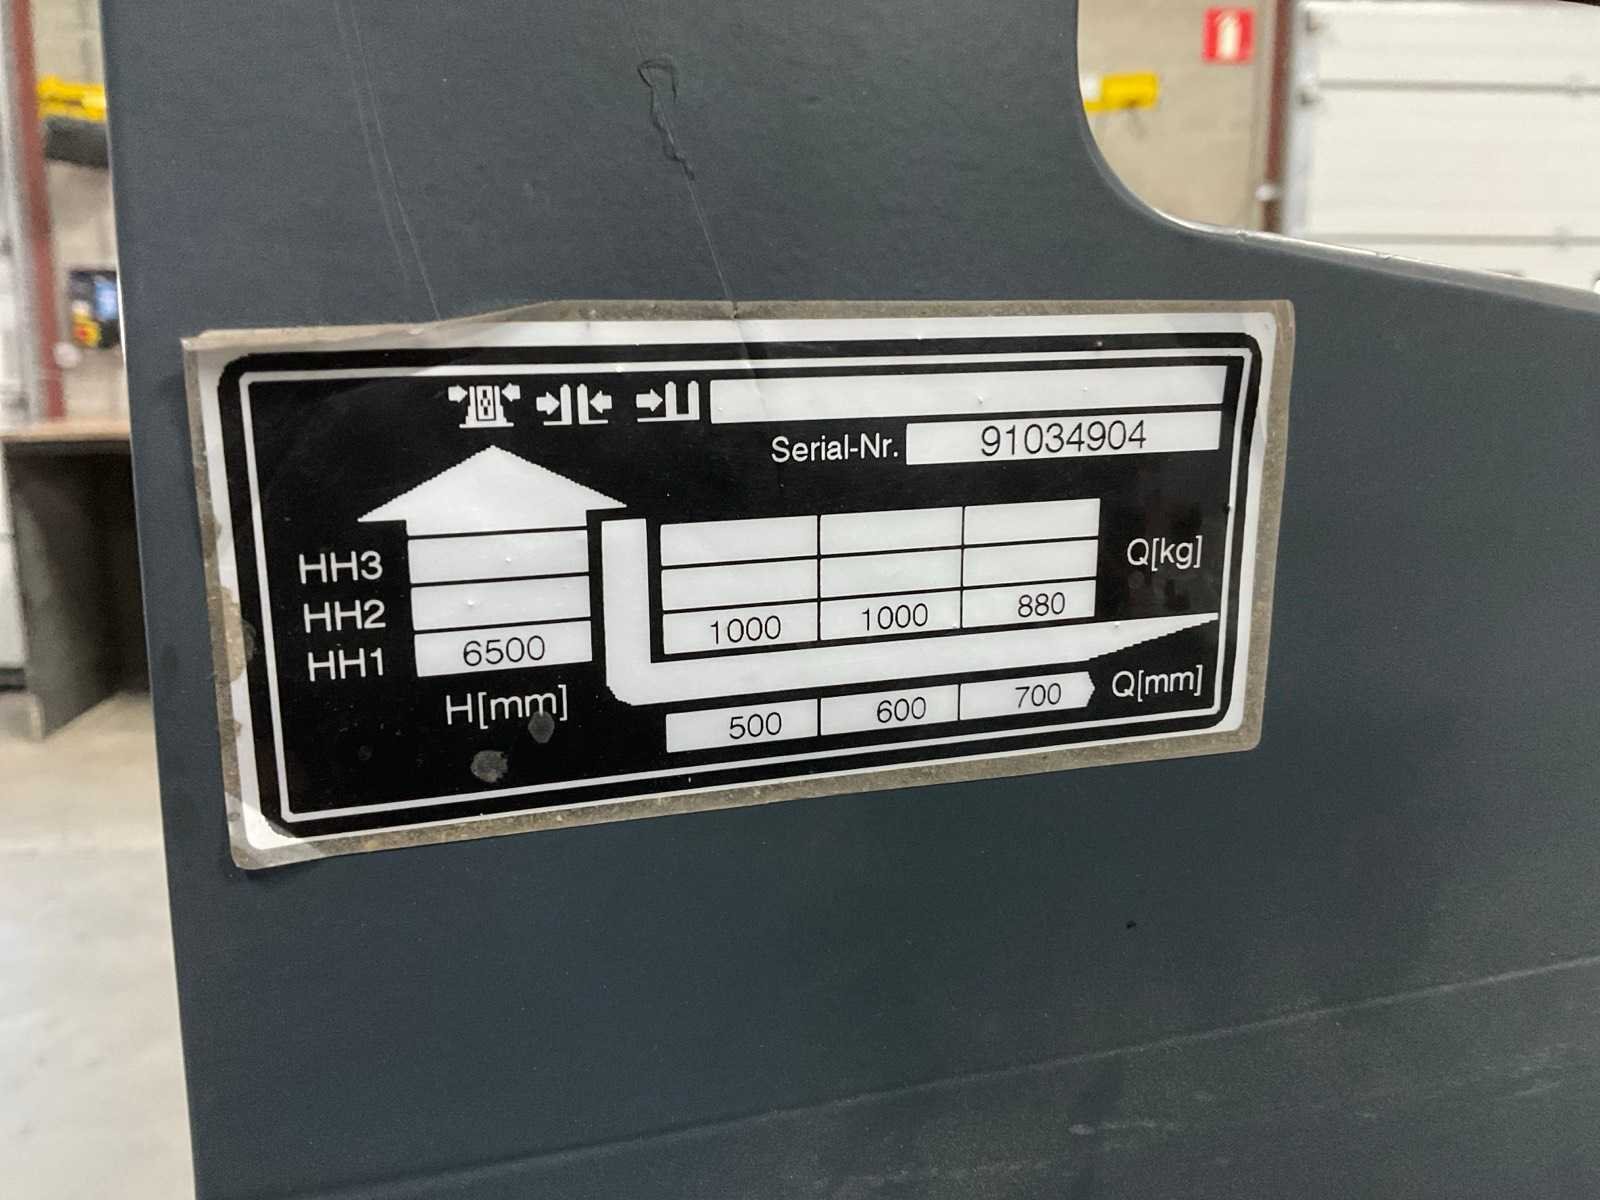 Serial-Nr. 91034904
HH3
HH2
HH1 6500 1000 1000 880 Q[kg]
H[mm] 500 600 700 Q[mm]